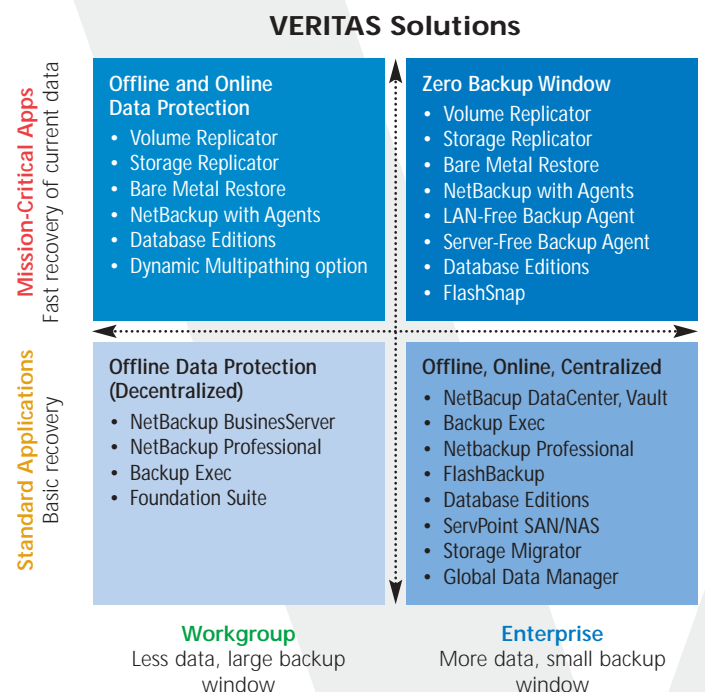 VERITAS Solutions
Mission-Critical Apps
Fast recovery of current data
Offline and Online
Data Protection
• Volume Replicator
• Storage Replicator
• Bare Metal Restore
• NetBackup with Agents
• Database Editions
• Dynamic Multipathing option
Zero Backup Window
• Volume Replicator
• Storage Replicator
• Bare Metal Restore
• NetBackup with Agents
• LAN-Free Backup Agent
• Server-Free Backup Agent
• Database Editions
• FlashSnap
Standard Applications
Basic recovery
Offline Data Protection
(Decentralized)
• NetBackup BusinesServer
• NetBackup Professional
• Backup Exec
• Foundation Suite
Offline, Online, Centralized
• NetBacup DataCenter, Vault
• Backup Exec
• Netbackup Professional
• FlashBackup
• Database Editions
• ServPoint SAN/NAS
• Storage Migrator
• Global Data Manager
Workgroup
Less data, large backup
window
Enterprise
More data, small backup
window